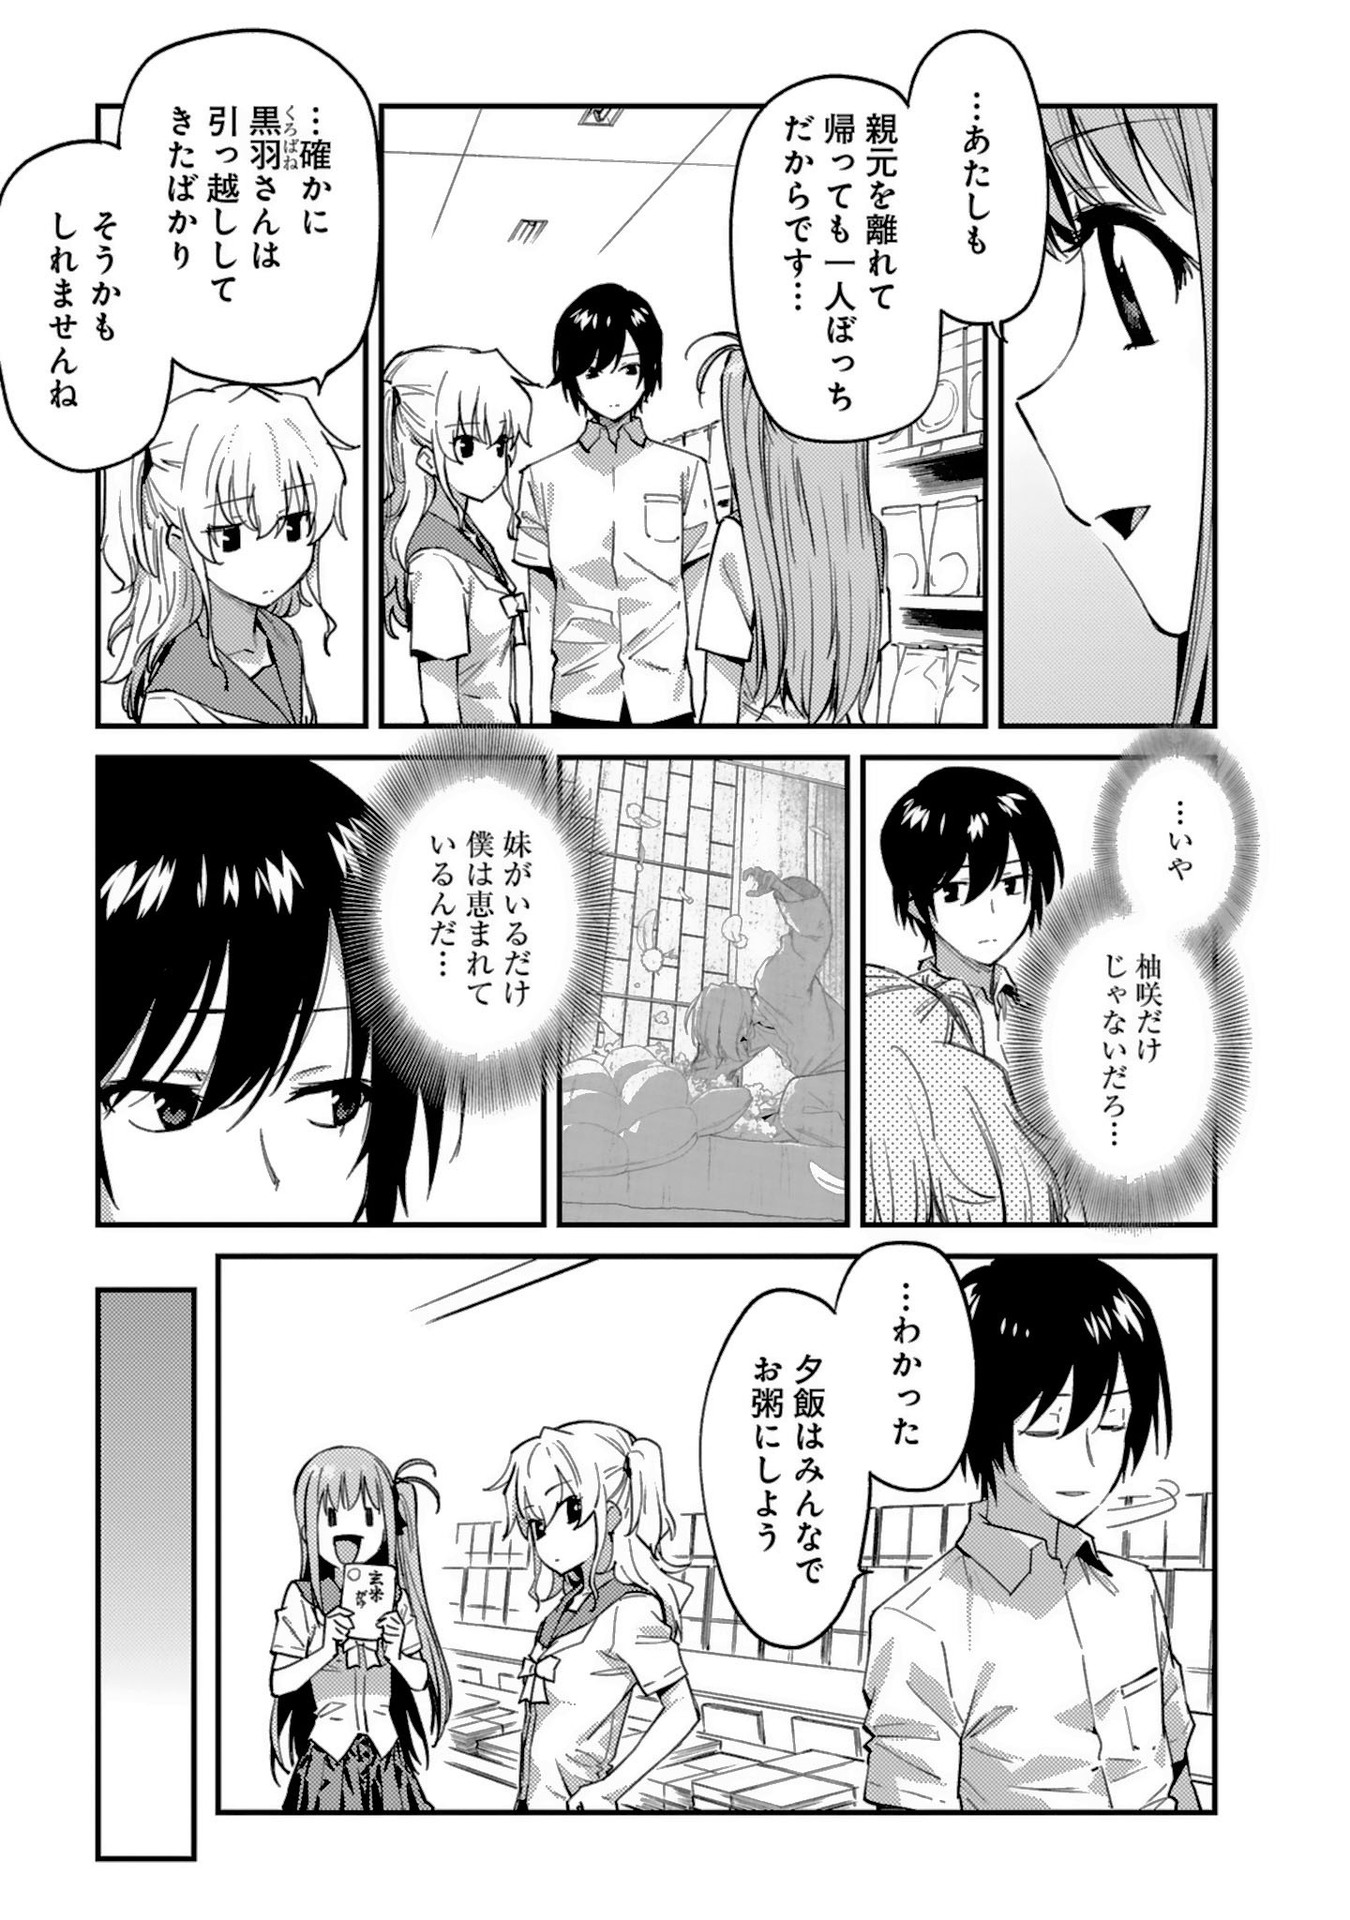 …あたしも
親元を離れて
帰っても一人ぼっち
だからです…
…確かに
黒羽さんは
くろばね
引っ越しして
きたばかり
そうかも
しれませんね
…いや
柚咲だけ
じゃないだろ…
妹がいるだけ
僕は恵まれて
いるんだ…
…わかった
夕飯はみんなで
お粥にしよう
玄米
がゆ